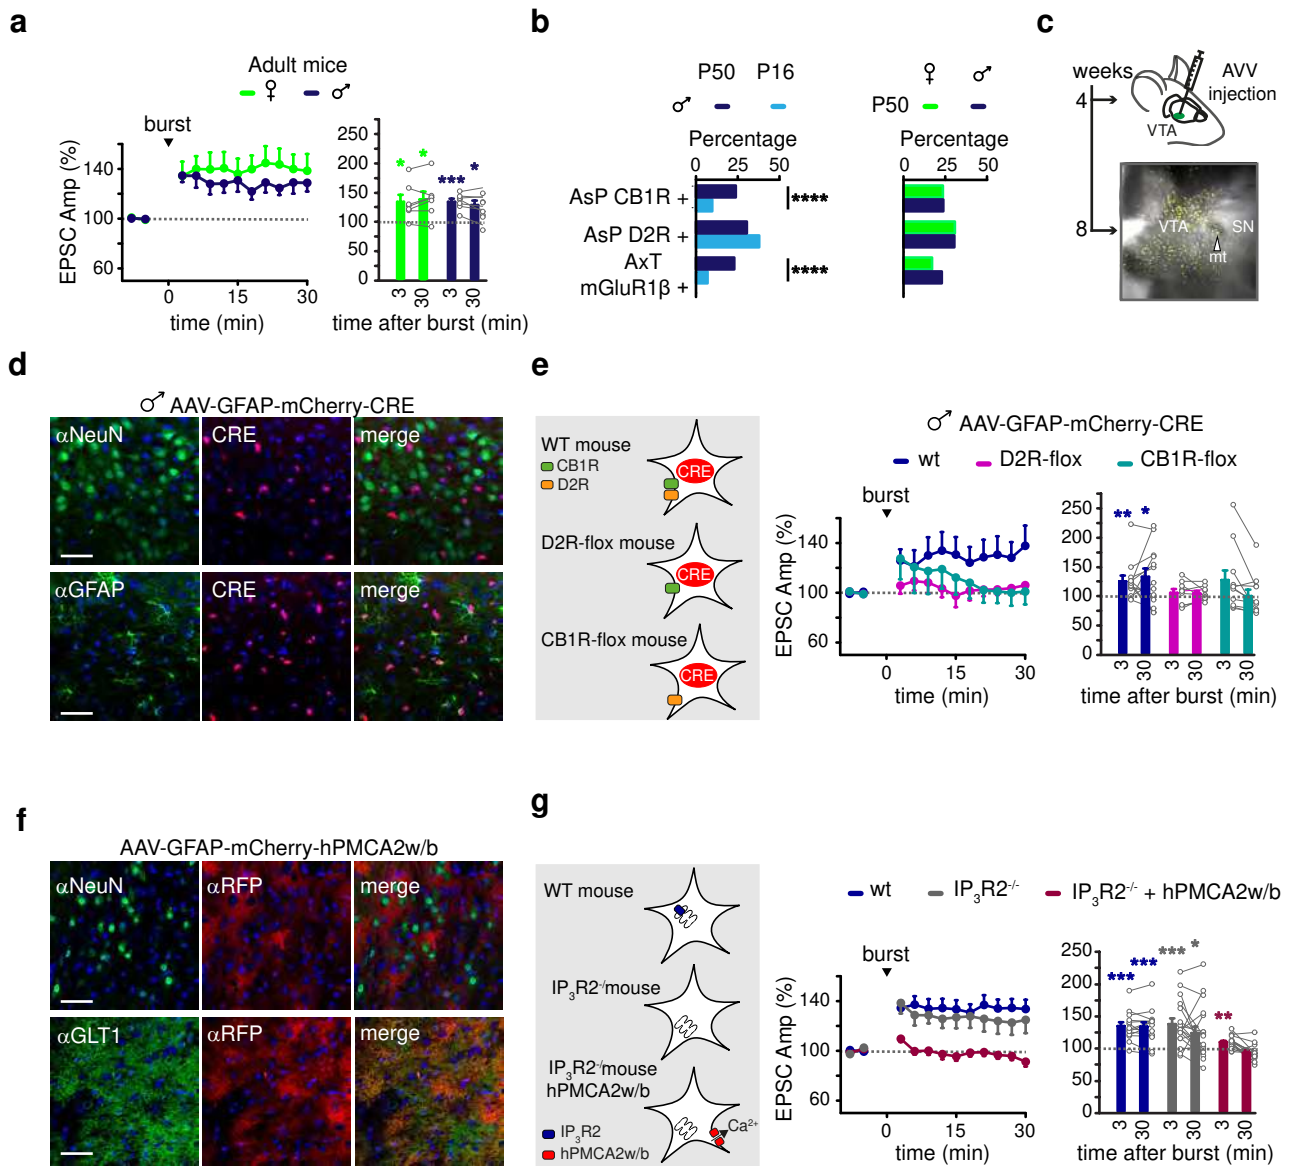 a
Adult mice
♀ ♂
burst
EPSC Amp (%)
140
100
60
0 15 30
time (min)
250
200
150
100
50
0
3 30 3 30
* * *** *
time after burst (min)
b
P50 P16
♂
Percentage
0 25 50
AsP CB1R +
AsP D2R +
AxT
mGluR1β +
****
****
♀ ♂
P50
Percentage
0 25 50
c
weeks
4
8
AVV
injection
VTA
VTA SN
mt
d
♂ AAV-GFAP-mCherry-CRE
αNeuN CRE merge
αGFAP CRE merge
e
WT mouse
CB1R
D2R
CRE
D2R-flox mouse
CRE
CB1R-flox mouse
CRE
♂ AAV-GFAP-mCherry-CRE
wt D2R-flox CB1R-flox
burst
EPSC Amp (%)
140
100
60
0 15 30
time (min)
250
200
150
100
50
0
** *
3 30 3 30 3 30
time after burst (min)
f
AAV-GFAP-mCherry-hPMCA2w/b
αNeuN αRFP merge
αGLT1 αRFP merge
g
WT mouse
IP3R2-/-mouse
IP3R2-/-mouse
hPMCA2w/b
Ca2+
IP3R2
hPMCA2w/b
wt IP3R2-/- IP3R2-/- + hPMCA2w/b
burst
EPSC Amp (%)
140
100
60
0 15 30
time (min)
250
200
150
100
50
0
*** *** *** * **
3 30 3 30 3 30
time after burst (min)